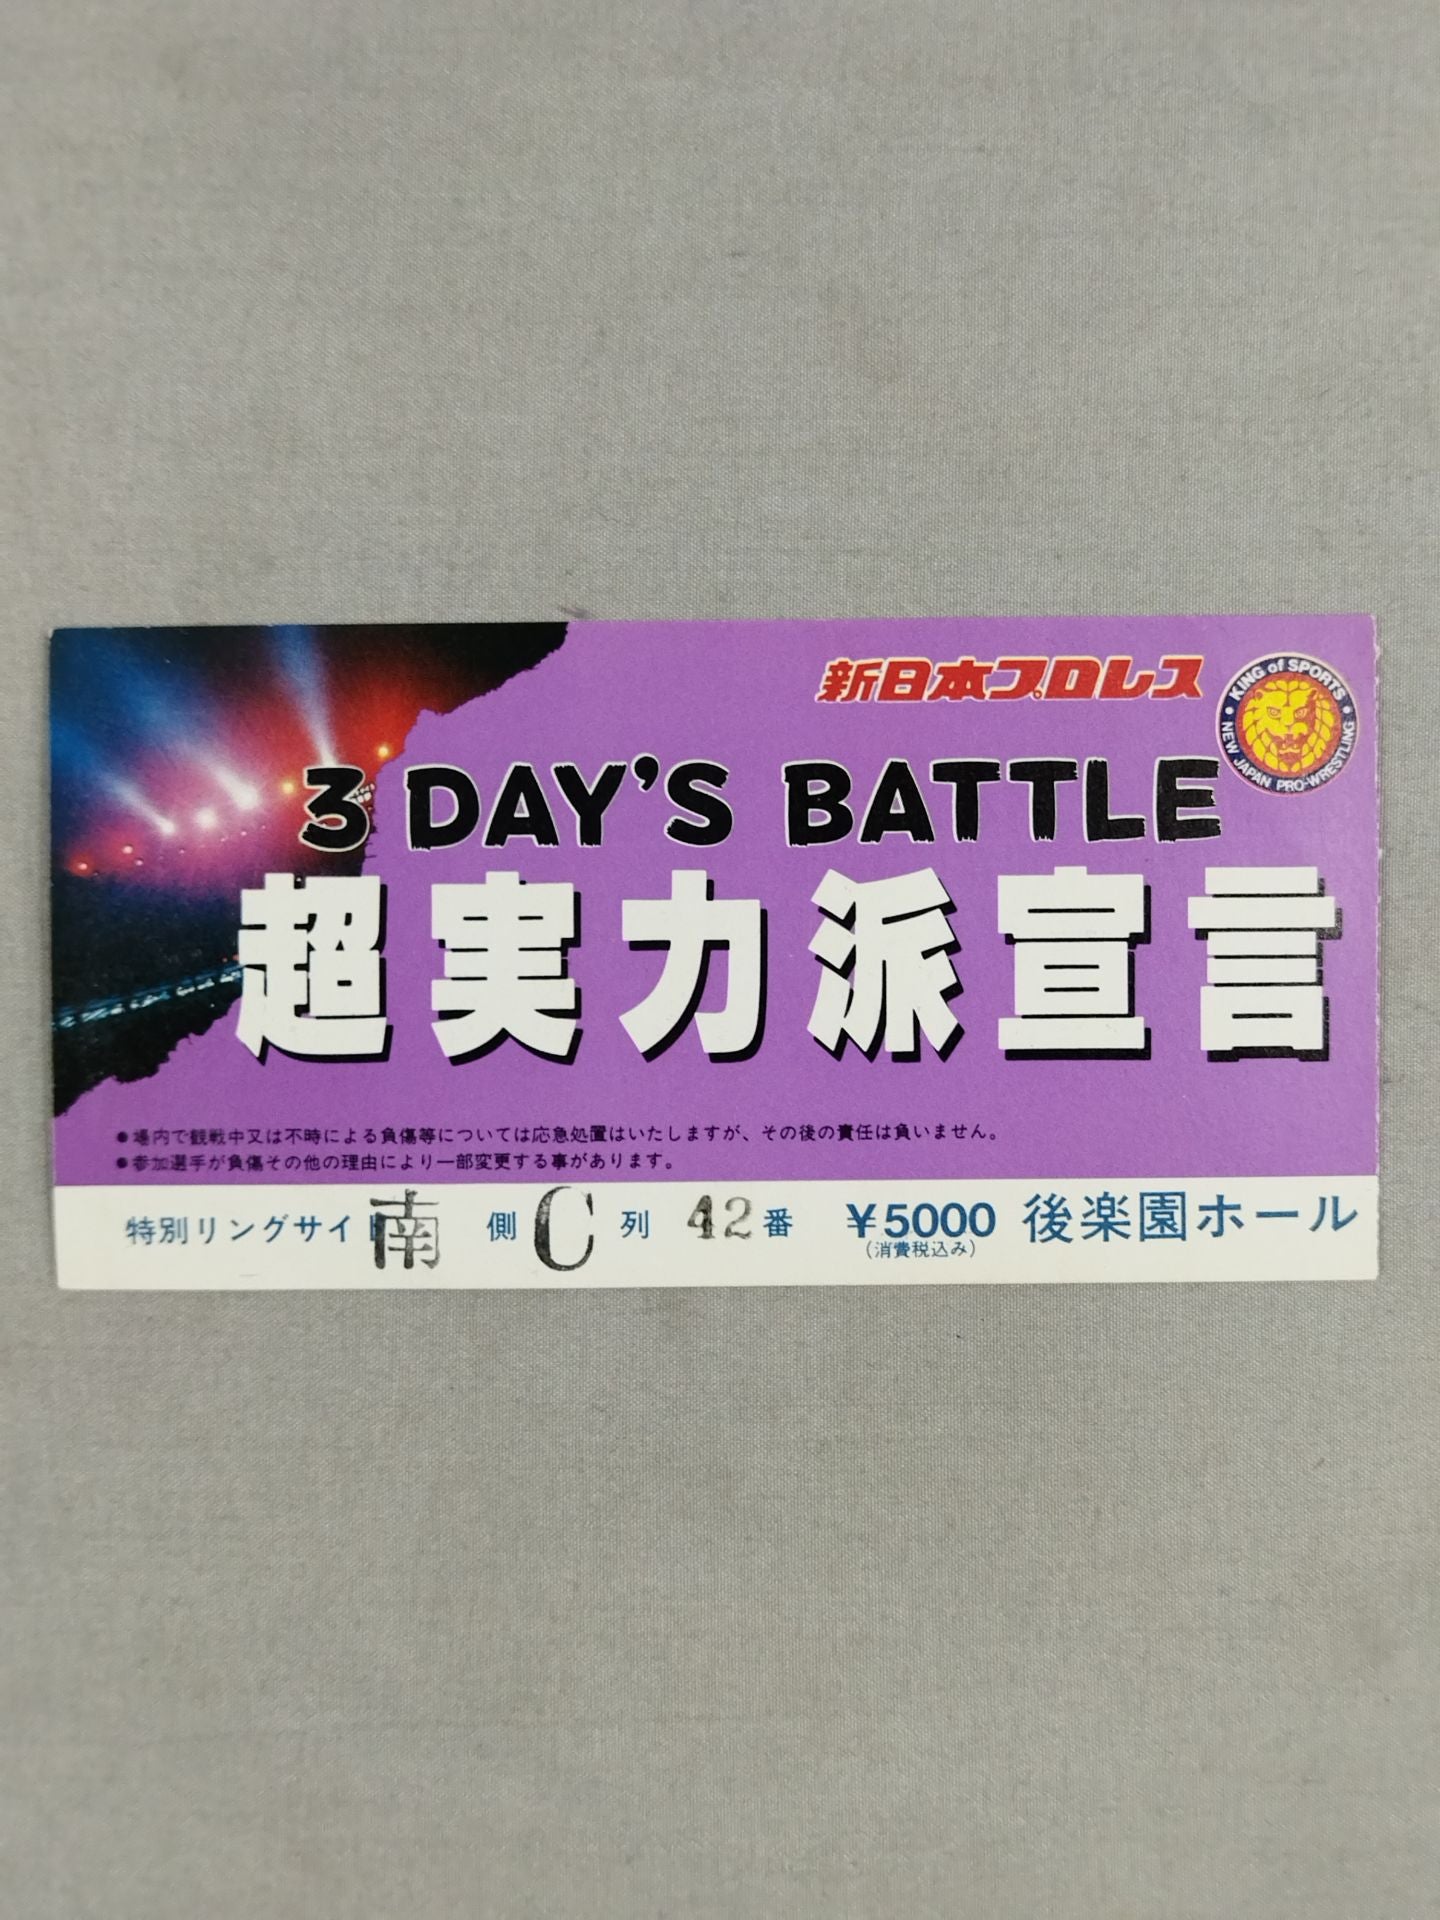 新日本プロレス
KING of SPORTS
NEW JAPAN PRO-WRESTLING
3 DAY'S BATTLE
超実力派宣言
●場内で観戦中又は不時による負傷等については応急処置はいたしますが、その後の責任は負いません。
●参加選手が負傷その他の理由により一部変更する事があります。
特別リングサイド 南 側 C 列 42 番 ¥5000 後楽園ホール
(消費税込み)